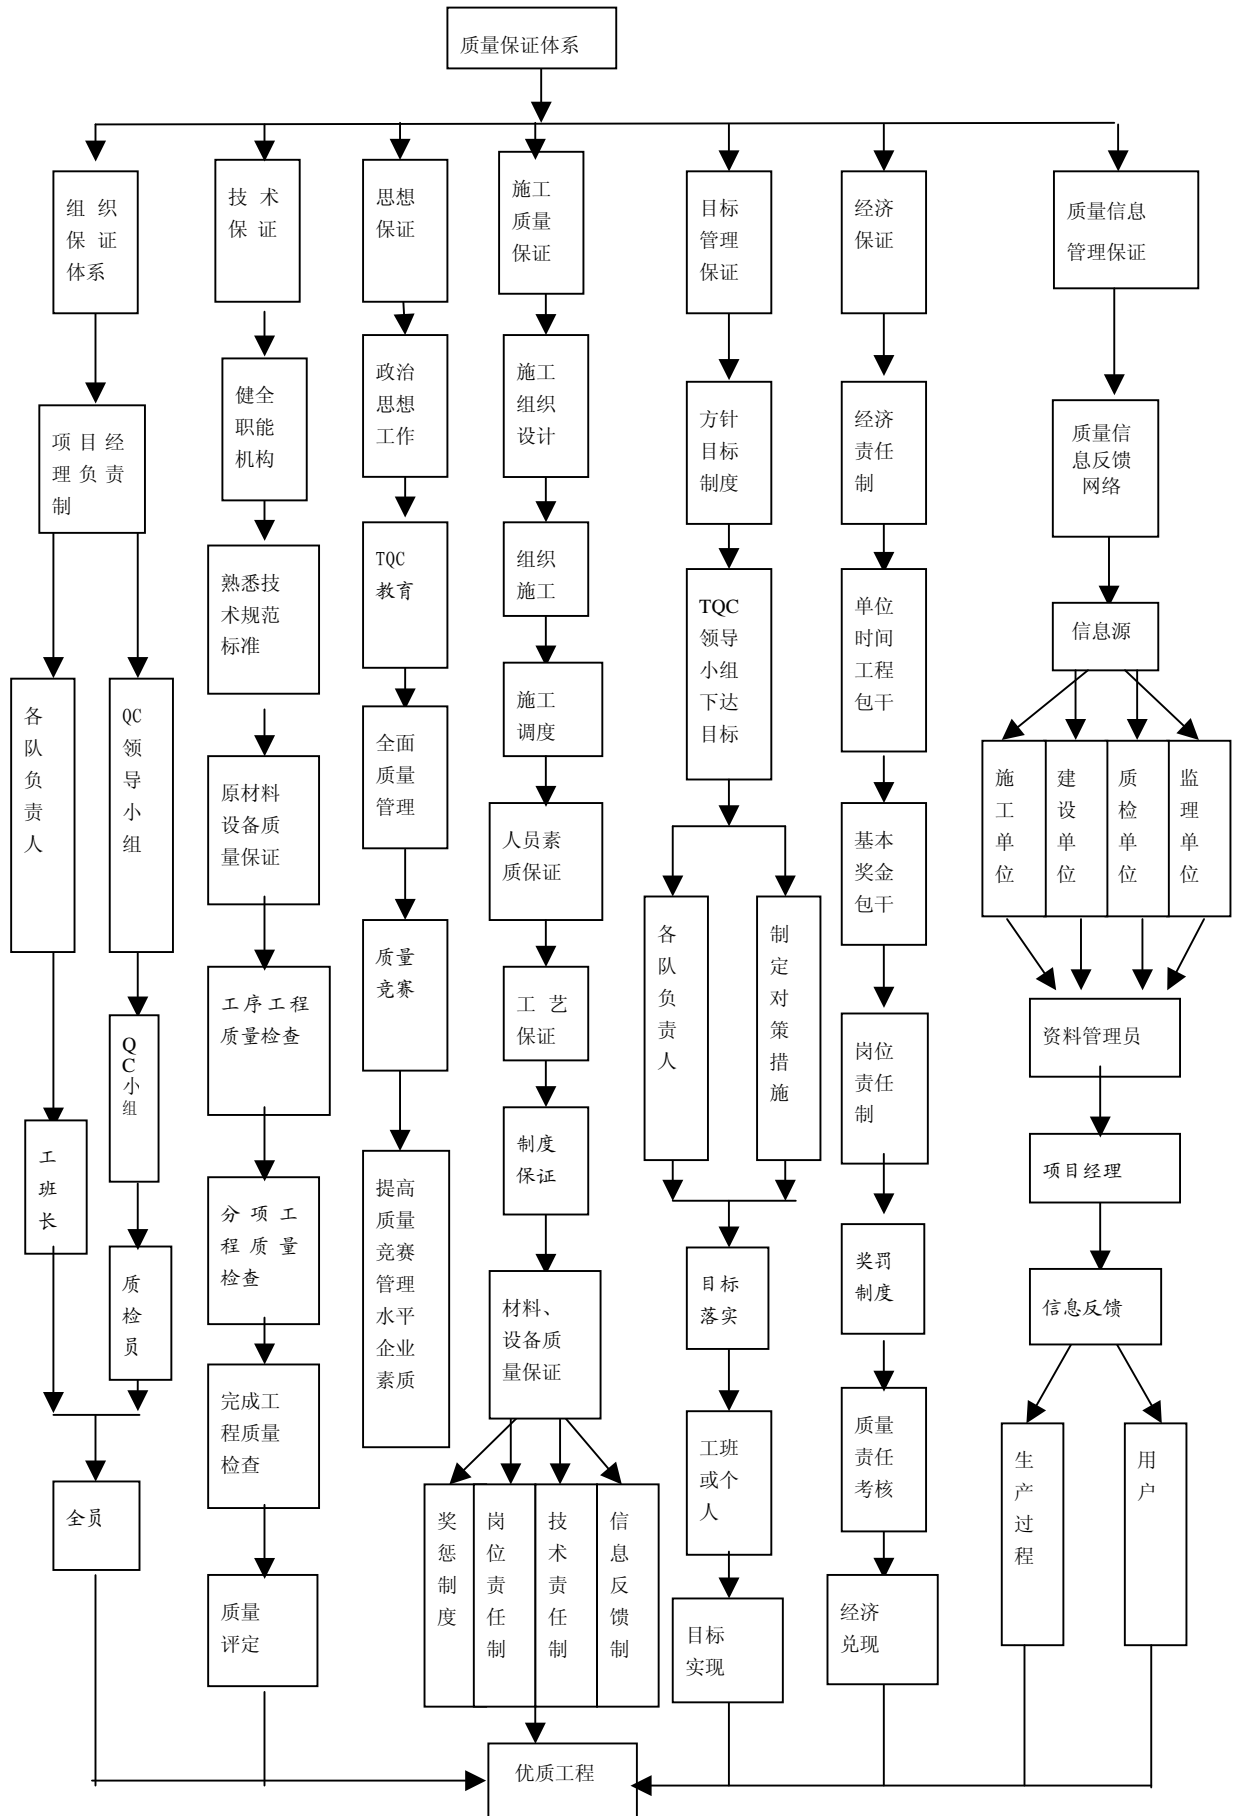 质量保证体系
组 织
保 证
体系
项 目 经
理 负 责
制
各
队
负
责
人
QC
领
导
小
组
工
班
长
Q
C小
组
质
检
员
全员
技 术
保 证
健全
职能
机构
熟悉技
术规范
标准
原材料
设备质
量保证
工序工程
质量检查
分 项 工
程 质 量
检查
完成工
程质量
检查
质量
评定
思想
保证
政治
思想
工作
TQC
教育
全面
质量
管理
质量
竞赛
提高
质量
竞赛
管理
水平
企业
素质
施工
质量
保证
施工
组织
设计
组织
施工
施工
调度
人员素
质保证
工 艺
保证
制度
保证
材料、
设备质
量保证
奖
惩
制
度
岗
位
责
任
制
技
术
责
任
制
信
息
反
馈
制
目标
管理
保证
方针
目标
制度
TQC
领导
小组
下达
目标
各
队
负
责
人
制
定
对
策
措
施
目标
落实
工班
或个
人
目标
实现
经济
保证
经济
责任
制
单位
时间
工程
包干
基本
奖金
包干
岗位
责任
制
奖罚
制度
质量
责任
考核
经济
兑现
质量信息
管理保证
质量信
息反馈
网络
信息源
施
工
单
位
建
设
单
位
质
检
单
位
监
理
单
位
资料管理员
项目经理
信息反馈
生
产
过
程
用
户
优质工程